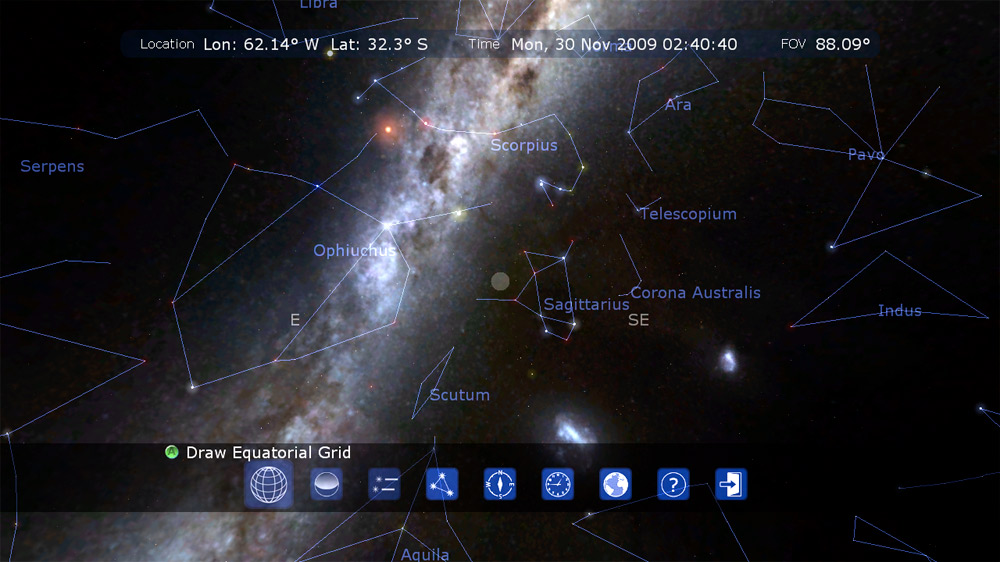 Libra
Location Lon: 62.14° W Lat: 32.3° S Time Mon, 30 Nov 2009 02:40:40 FOV 88.09°
Ara
Scorpius
Pavo
Serpens
Telescopium
Ophiuchus
Corona Australis
Sagittarius
Indus
E
SE
Scutum
A Draw Equatorial Grid
N
W E
S
?
Aquila